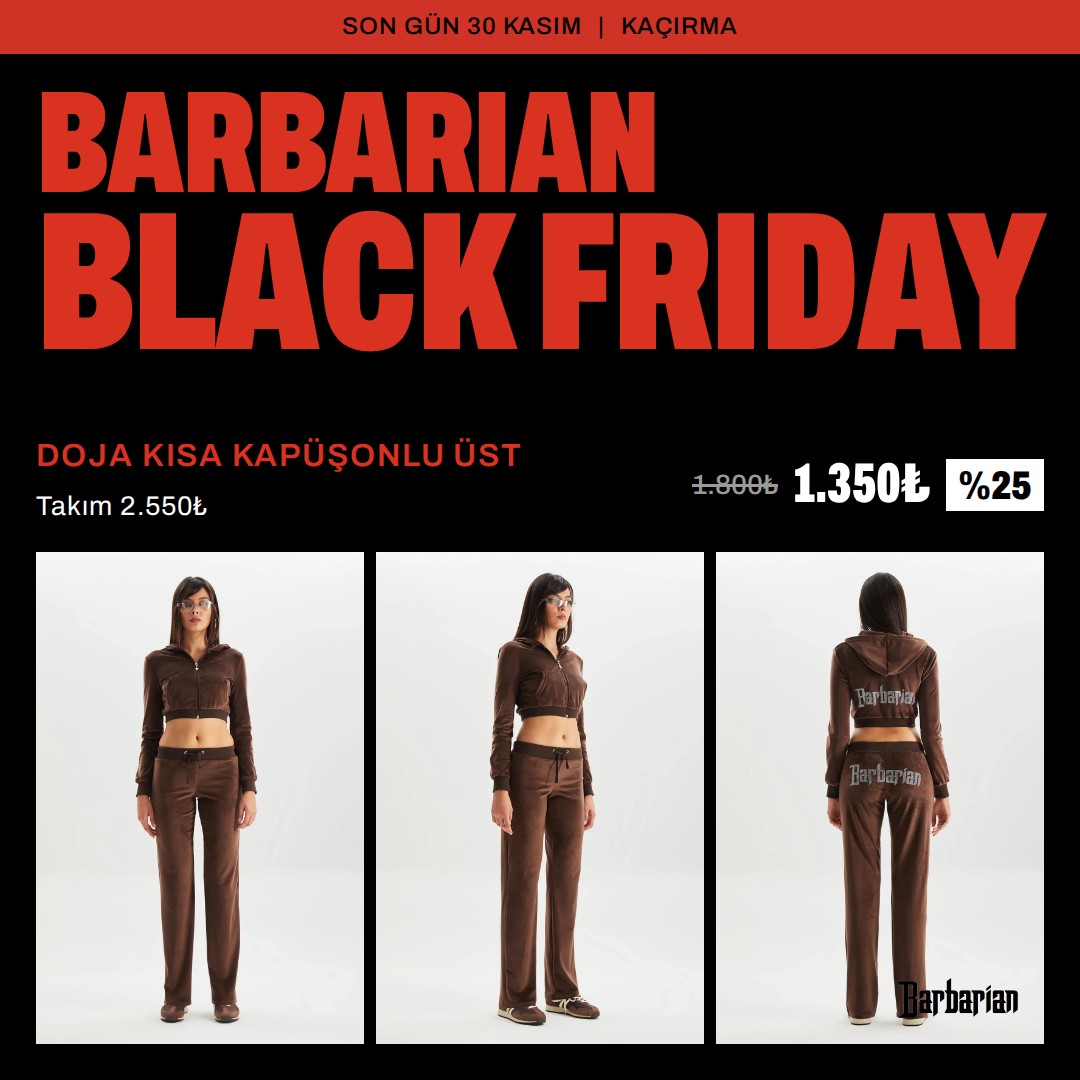 SON GÜN 30 KASIM | KAÇIRMA
BARBARIAN
BLACK FRIDAY
DOJA KISA KAPÜŞONLU ÜST
Takım 2.550₺
1.800₺ 1.350₺ %25
Barbarian
Barbarian
Barbarian